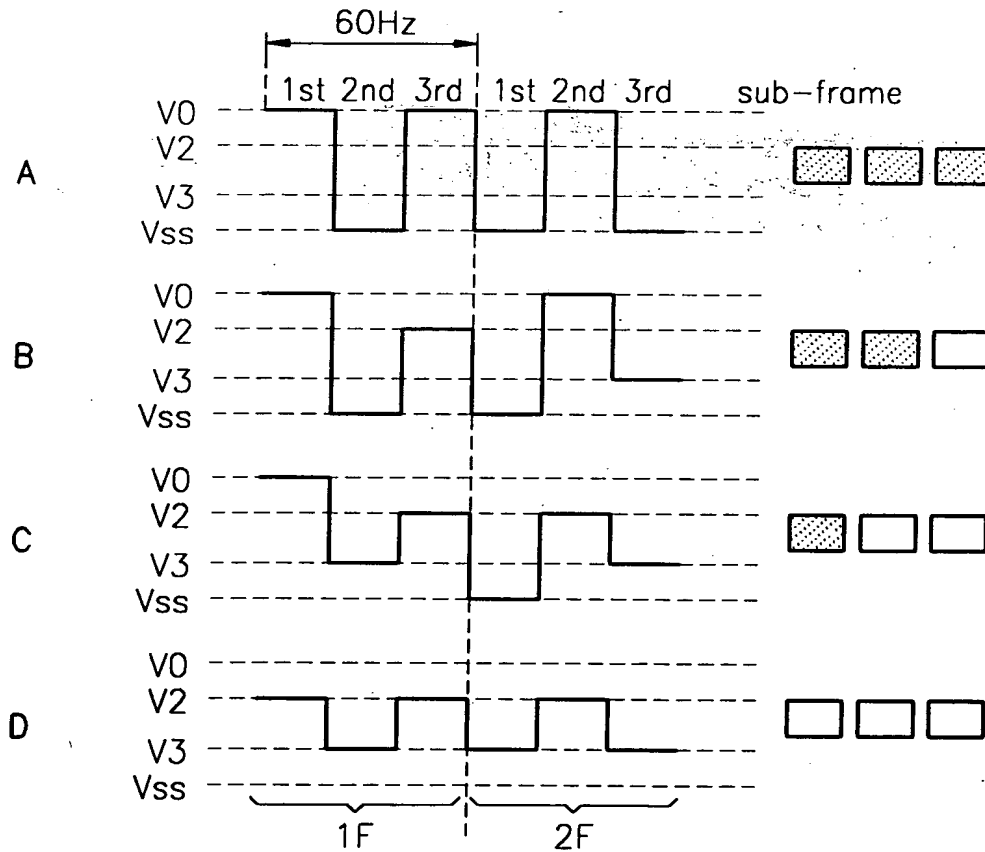 60Hz
1st 2nd 3rd 1st 2nd 3rd sub-frame
V0
V2
A
V3
Vss
V0
V2
B
V3
Vss
V0
V2
C
V3
Vss
V0
V2
D
V3
Vss
1F 2F